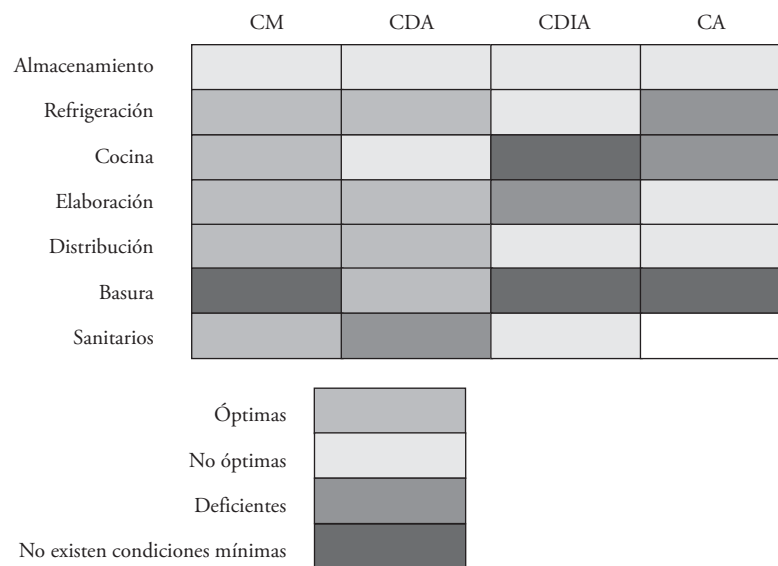 CM CDA CDIA CA
Almacenamiento
Refrigeración
Cocina
Elaboración
Distribución
Basura
Sanitarios
Óptimas
No óptimas
Deficientes
No existen condiciones mínimas